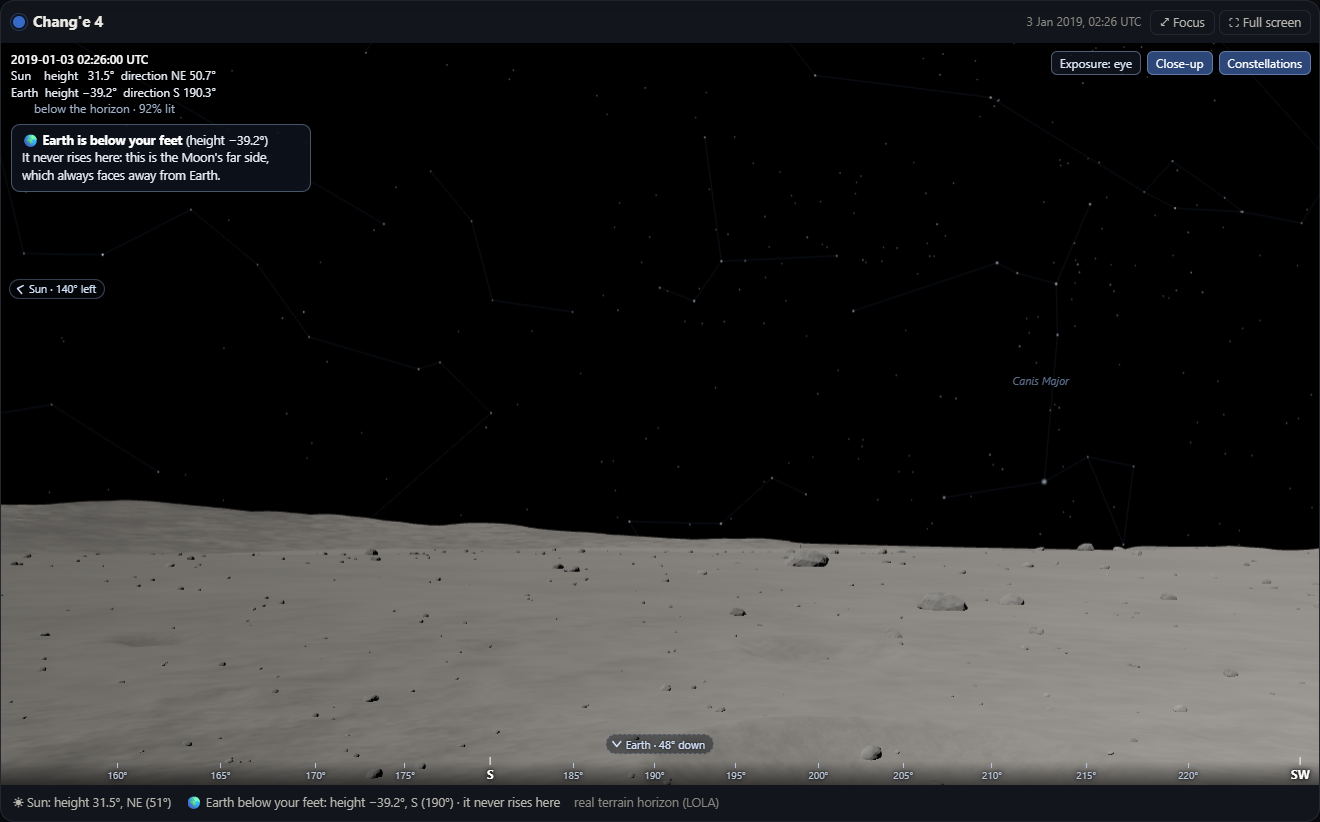 Chang'e 4
3 Jan 2019, 02:26 UTC
Focus
Full screen
2019-01-03 02:26:00 UTC
Sun height 31.5° direction NE 50.7°
Earth height −39.2° direction S 190.3°
below the horizon · 92% lit
Exposure: eye
Close-up
Constellations
Earth is below your feet (height −39.2°)
It never rises here: this is the Moon's far side,
which always faces away from Earth.
Sun · 140° left
Canis Major
Earth · 48° down
160° 165° 170° 175° S 185° 190° 195° 200° 205° 210° 215° 220° SW
Sun: height 31.5°, NE (51°) Earth below your feet: height −39.2°, S (190°) · it never rises here real terrain horizon (LOLA)